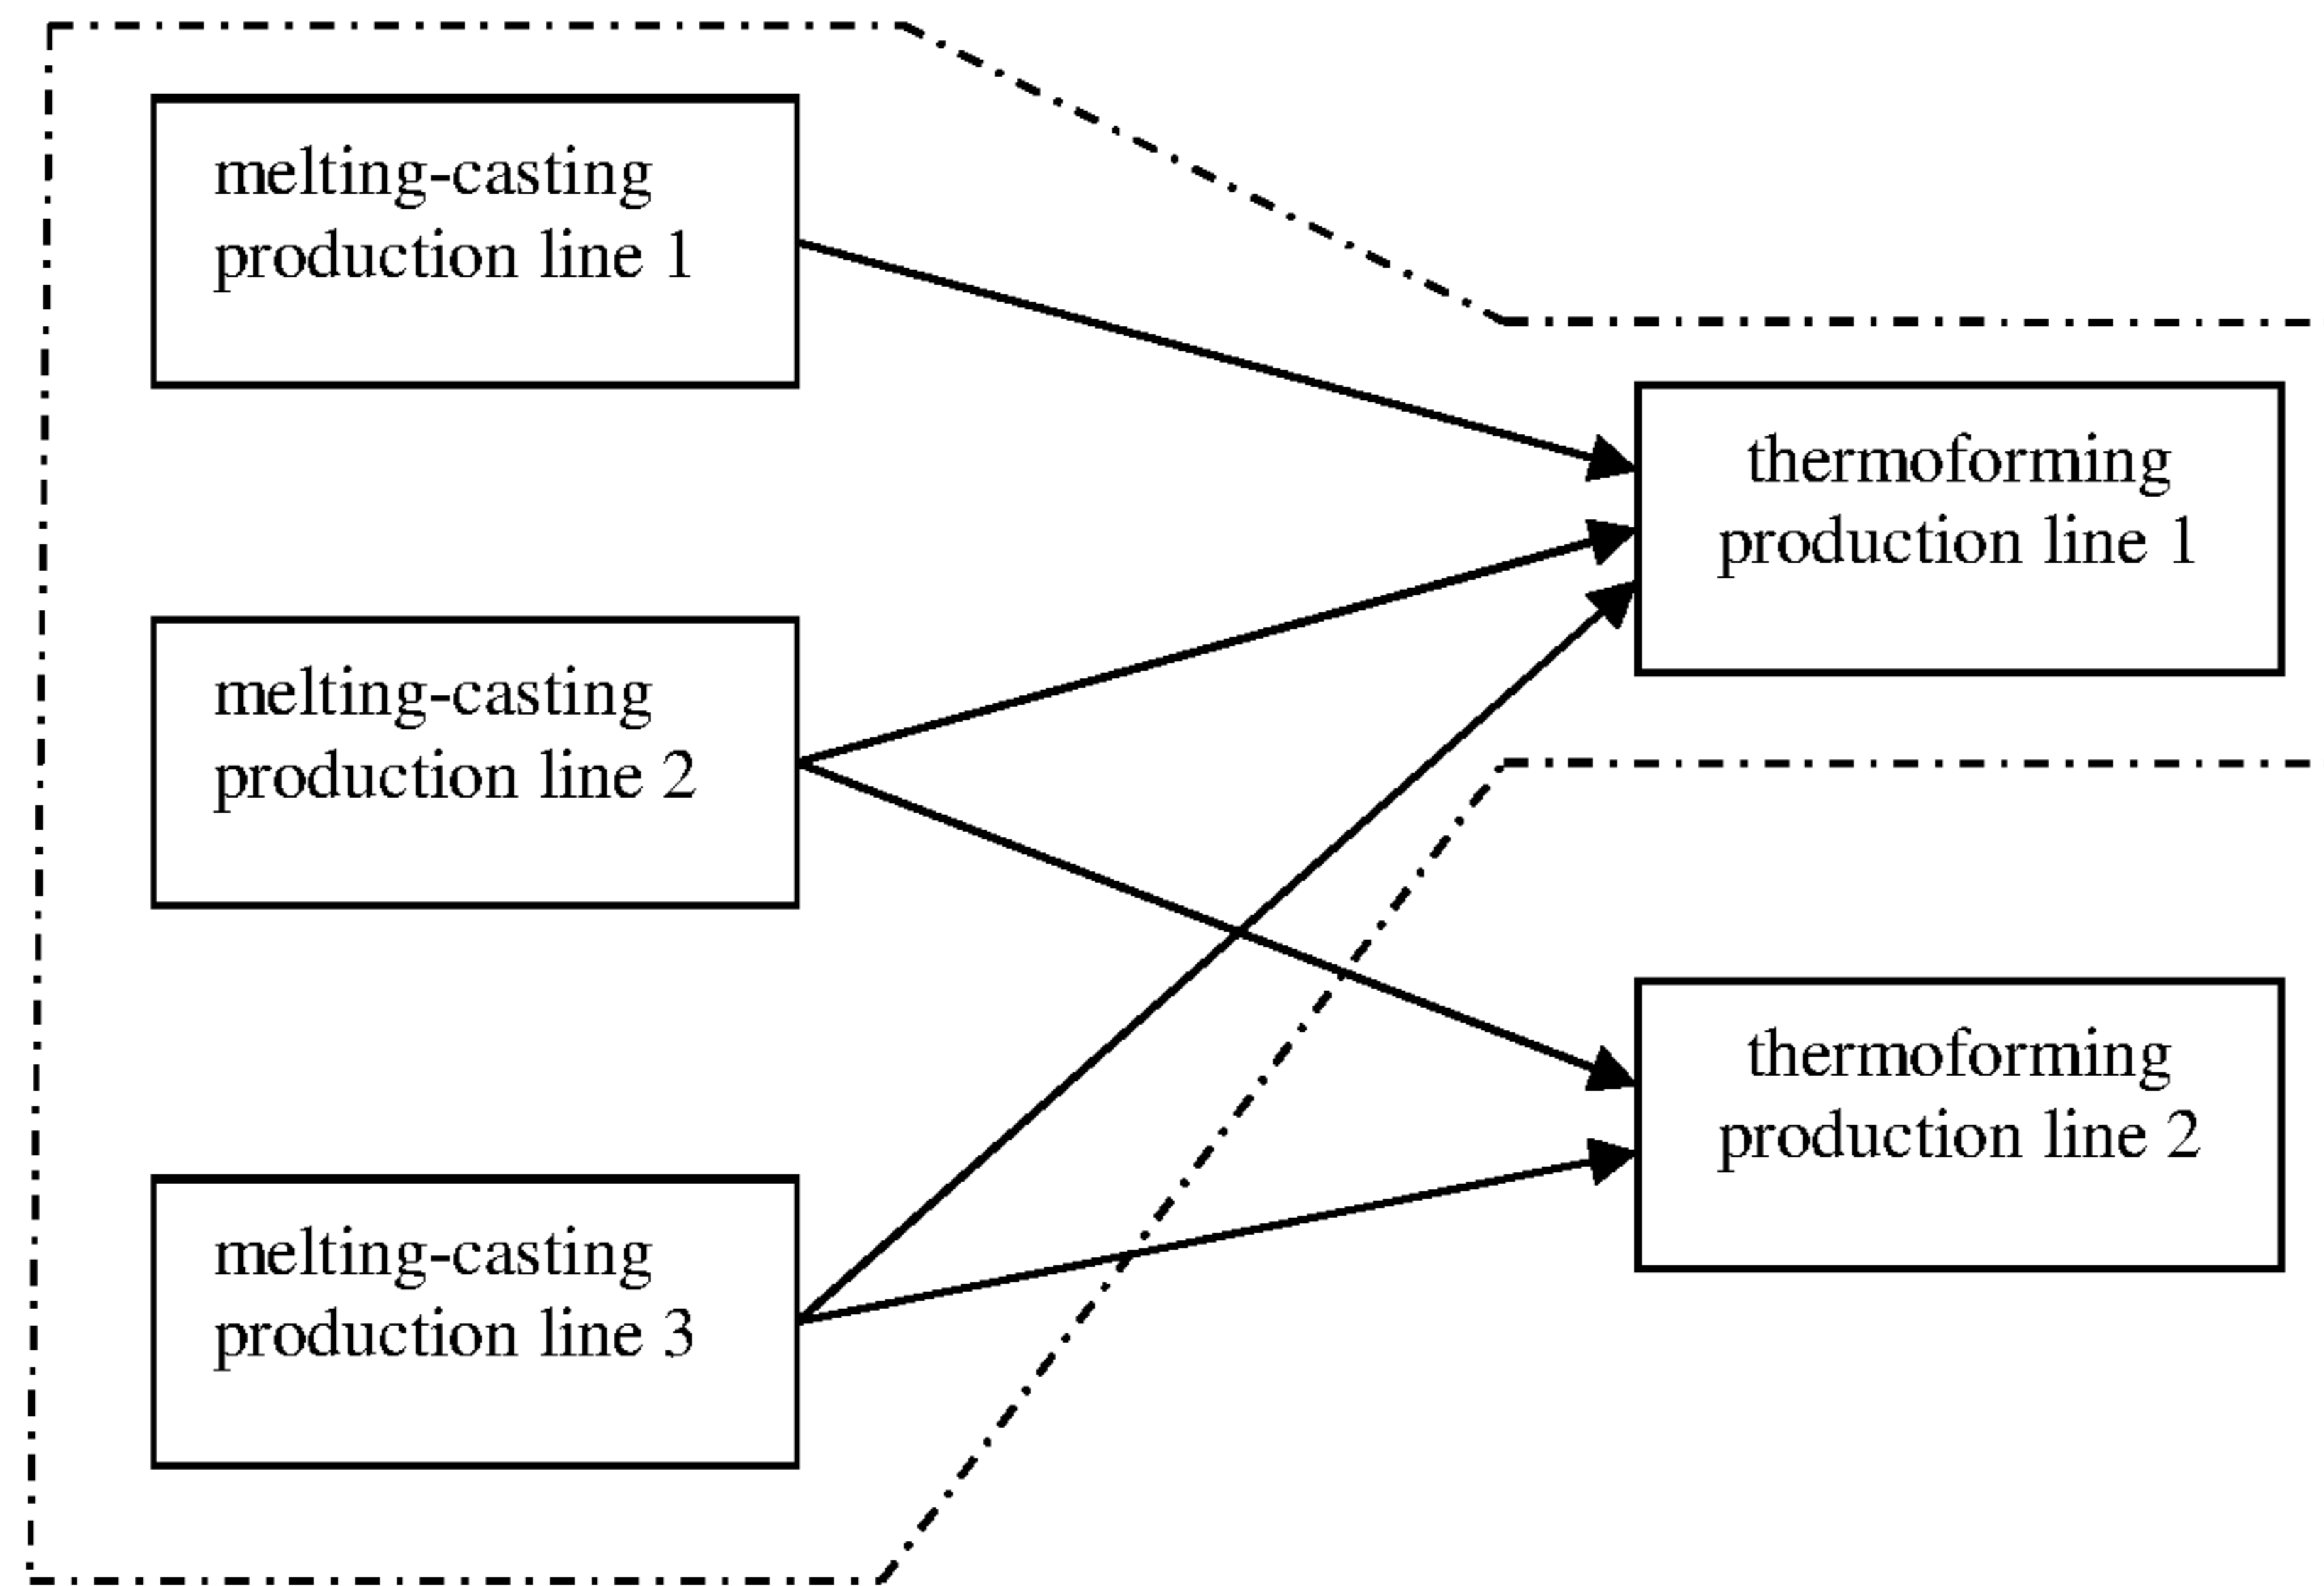 melting-casting
production line 1
thermoforming
production line 1
melting-casting
production line 2
thermoforming
production line 2
melting-casting
production line 3